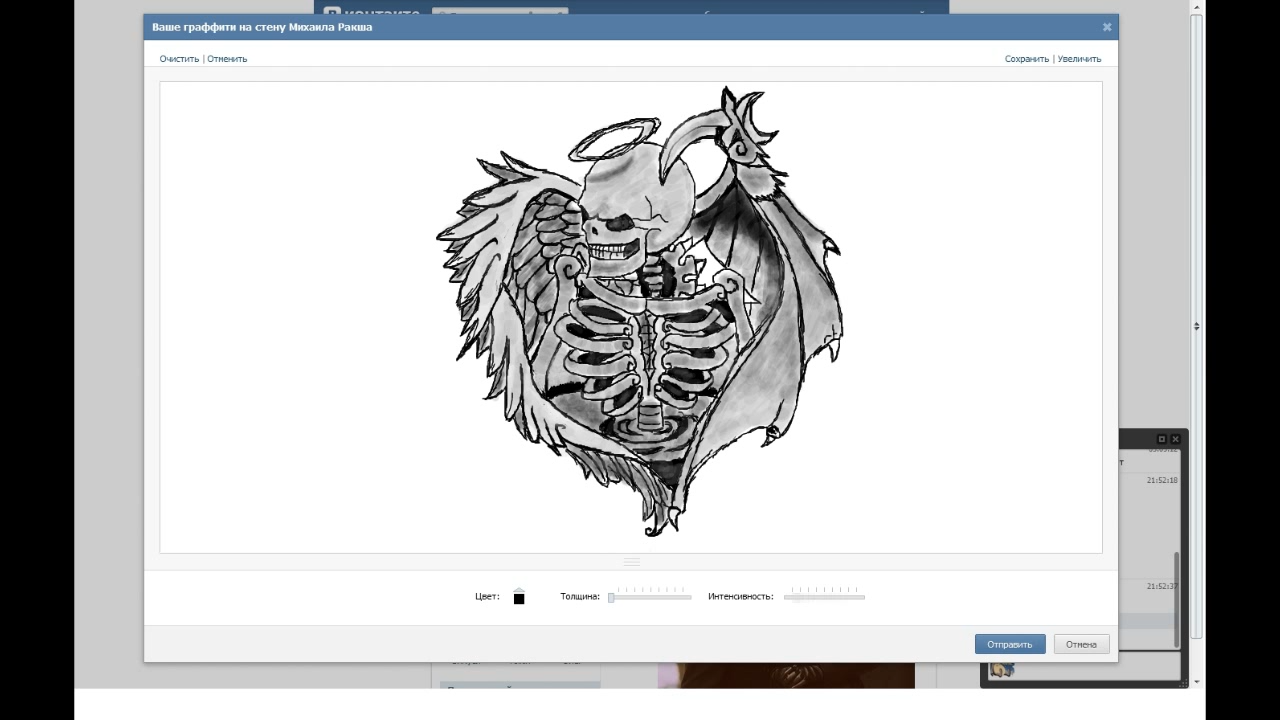 Ваше граффити на стену Михаила Ракша
Очистить | Отменить
Сохранить | Увеличить
21:52:18
21:52:37
Цвет:
Толщина:
Интенсивность:
Отправить
Отмена